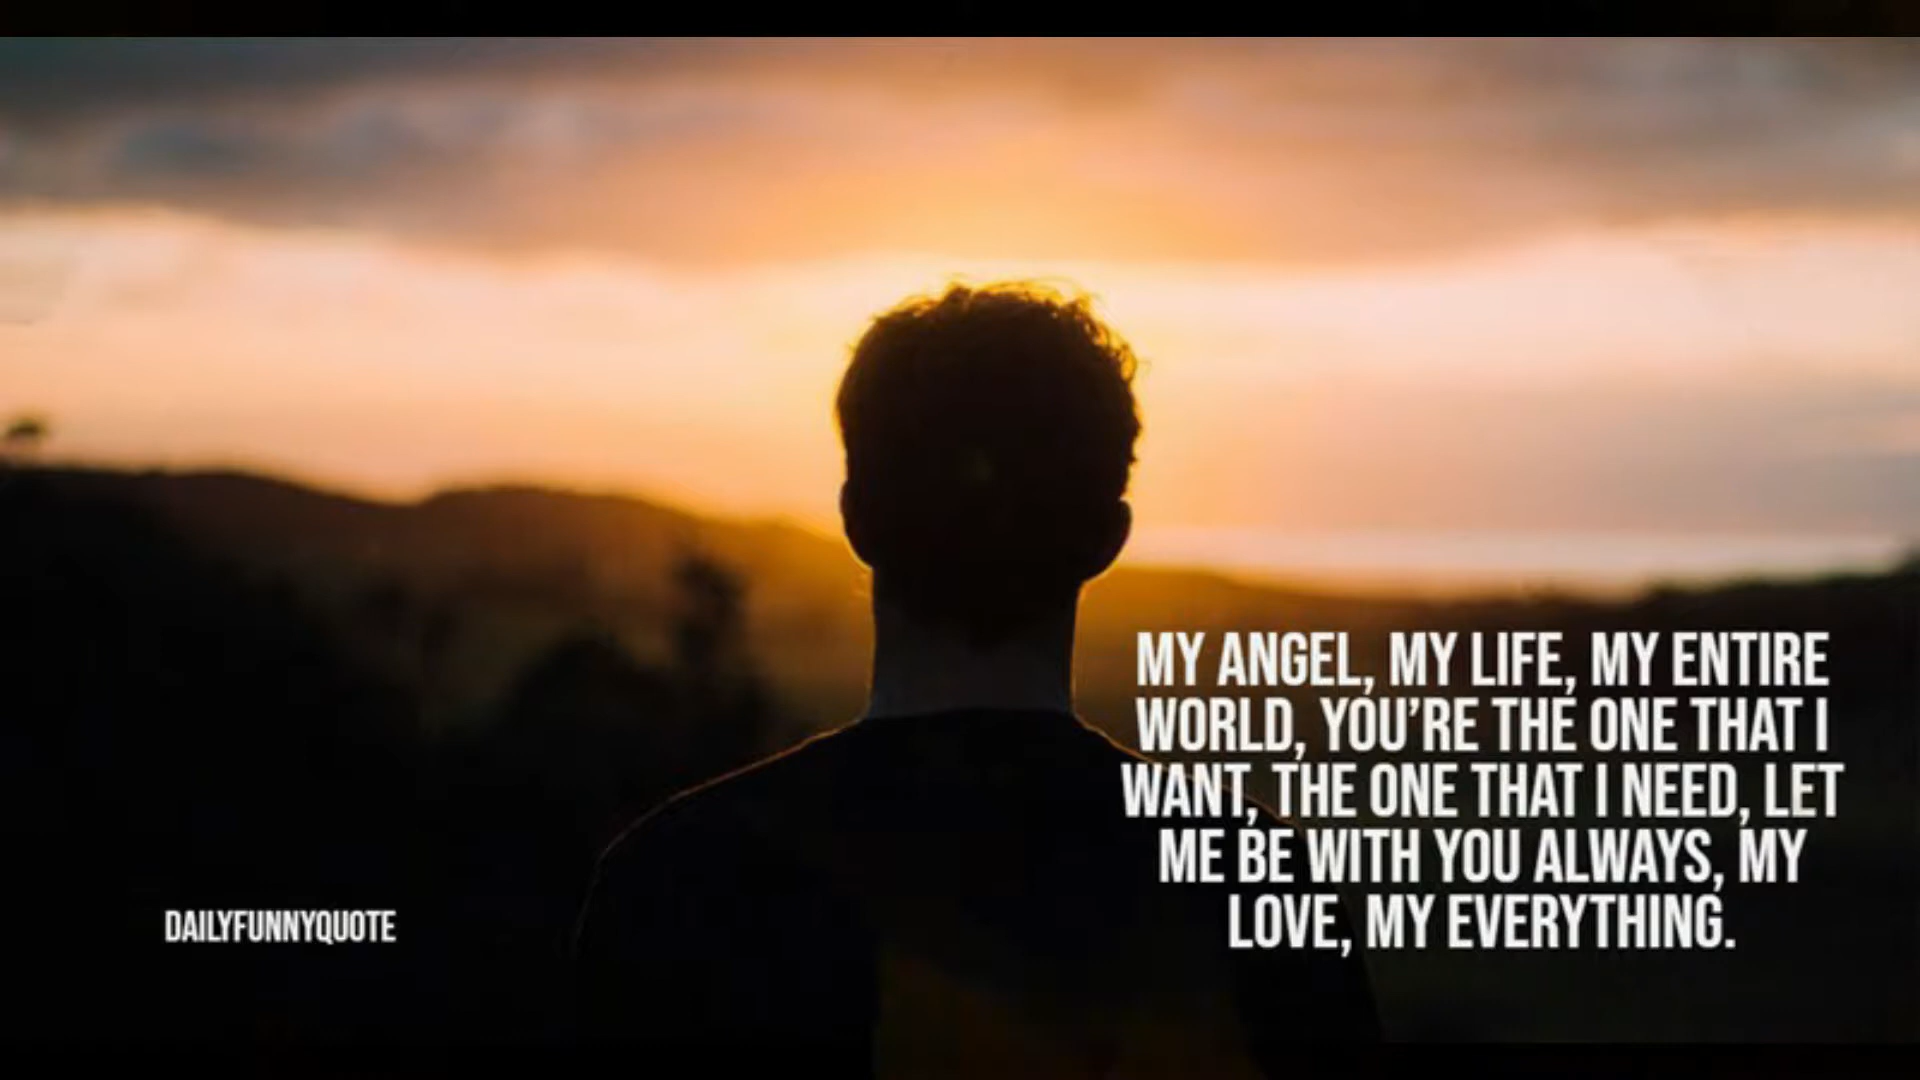 MY ANGEL, MY LIFE, MY ENTIRE
WORLD, YOU’RE THE ONE THAT I
WANT, THE ONE THAT I NEED, LET
ME BE WITH YOU ALWAYS, MY
LOVE, MY EVERYTHING.
DAILYFUNNYQUOTE